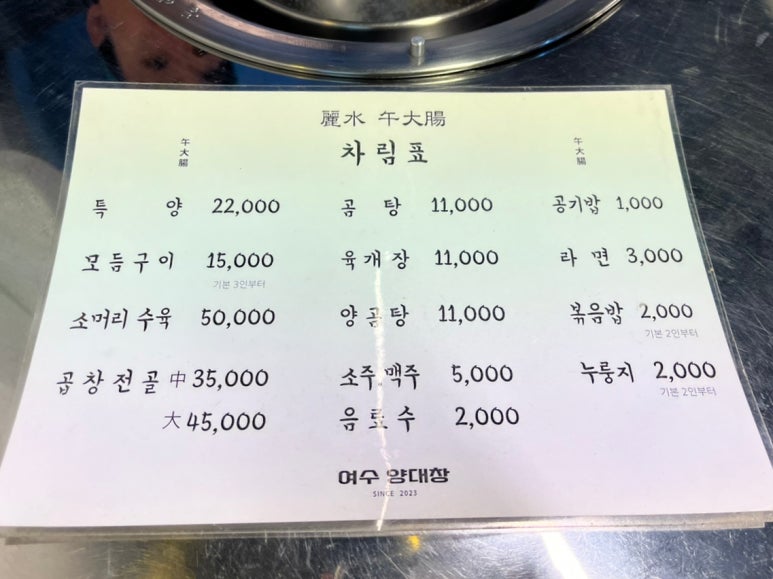 麗水 午大腸
午大腸
차림표
午大腸
특 양 22,000
모듬구이 15,000
기본 3인부터
소머리 수육 50,000
곱창전골 中 35,000
大 45,000
곰 탕 11,000
육개장 11,000
양곰탕 11,000
소주.맥주 5,000
음료수 2,000
공기밥 1,000
라 면 3,000
볶음밥 2,000
기본 2인부터
누룽지 2,000
기본 2인부터
여수 양대창
SINCE 2023